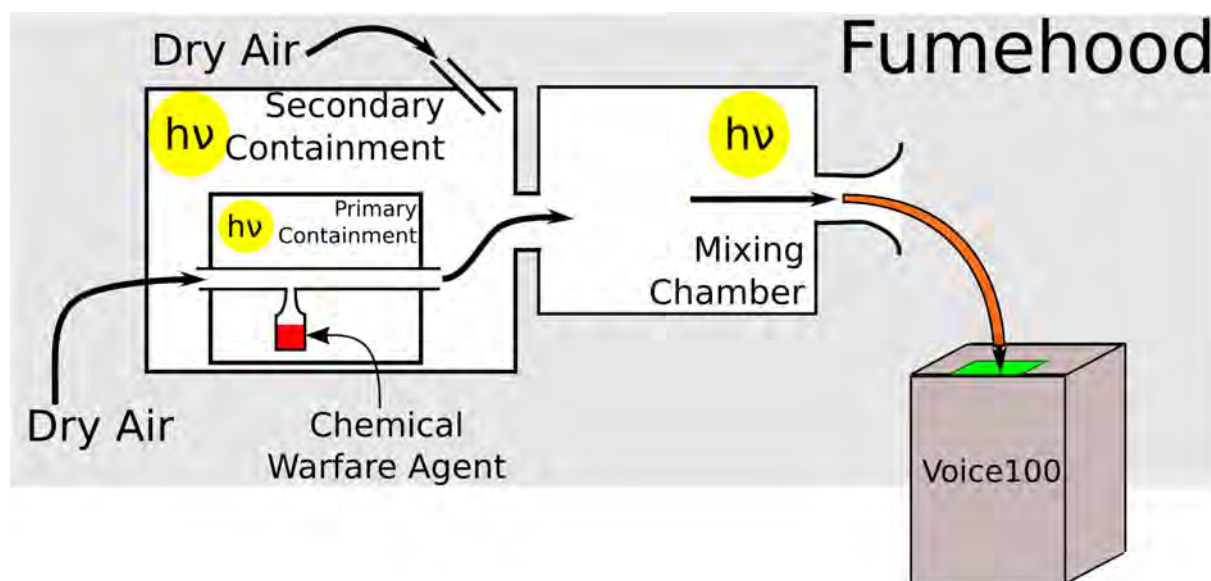 Fumehood
Dry Air
hν
Secondary
Containment
hν
Primary
Containment
hν
Mixing
Chamber
Dry Air
Chemical
Warfare Agent
Voice100